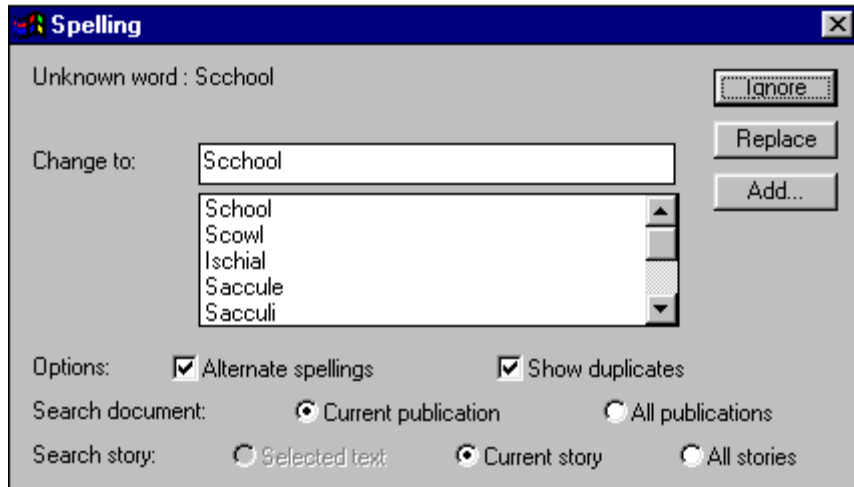 Spelling
Unknown word : Scchool
Ignore
Replace
Change to: Scchool
Add...
School
Scowl
Ischial
Saccule
Sacculi
Options: Alternate spellings Show duplicates
Search document: Current publication All publications
Search story: Selected text Current story All stories